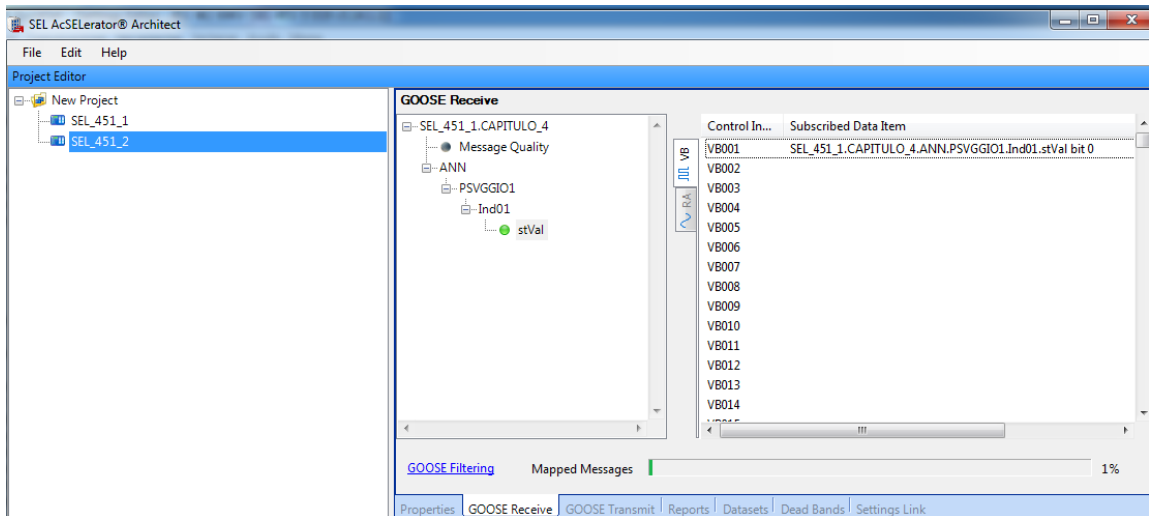 SEL AcSELerator® Architect
File Edit Help
Project Editor
New Project
SEL_451_1
SEL_451_2
GOOSE Receive
SEL_451_1.CAPITULO_4
Message Quality
ANN
PSVGGIO1
Ind01
stVal
VB
RA
Control In... Subscribed Data Item
VB001 SEL_451_1.CAPITULO_4.ANN.PSVGGIO1.Ind01.stVal bit 0
VB002
VB003
VB004
VB005
VB006
VB007
VB008
VB009
VB010
VB011
VB012
VB013
VB014
GOOSE Filtering Mapped Messages 1%
Properties GOOSE Receive GOOSE Transmit Reports Datasets Dead Bands Settings Link